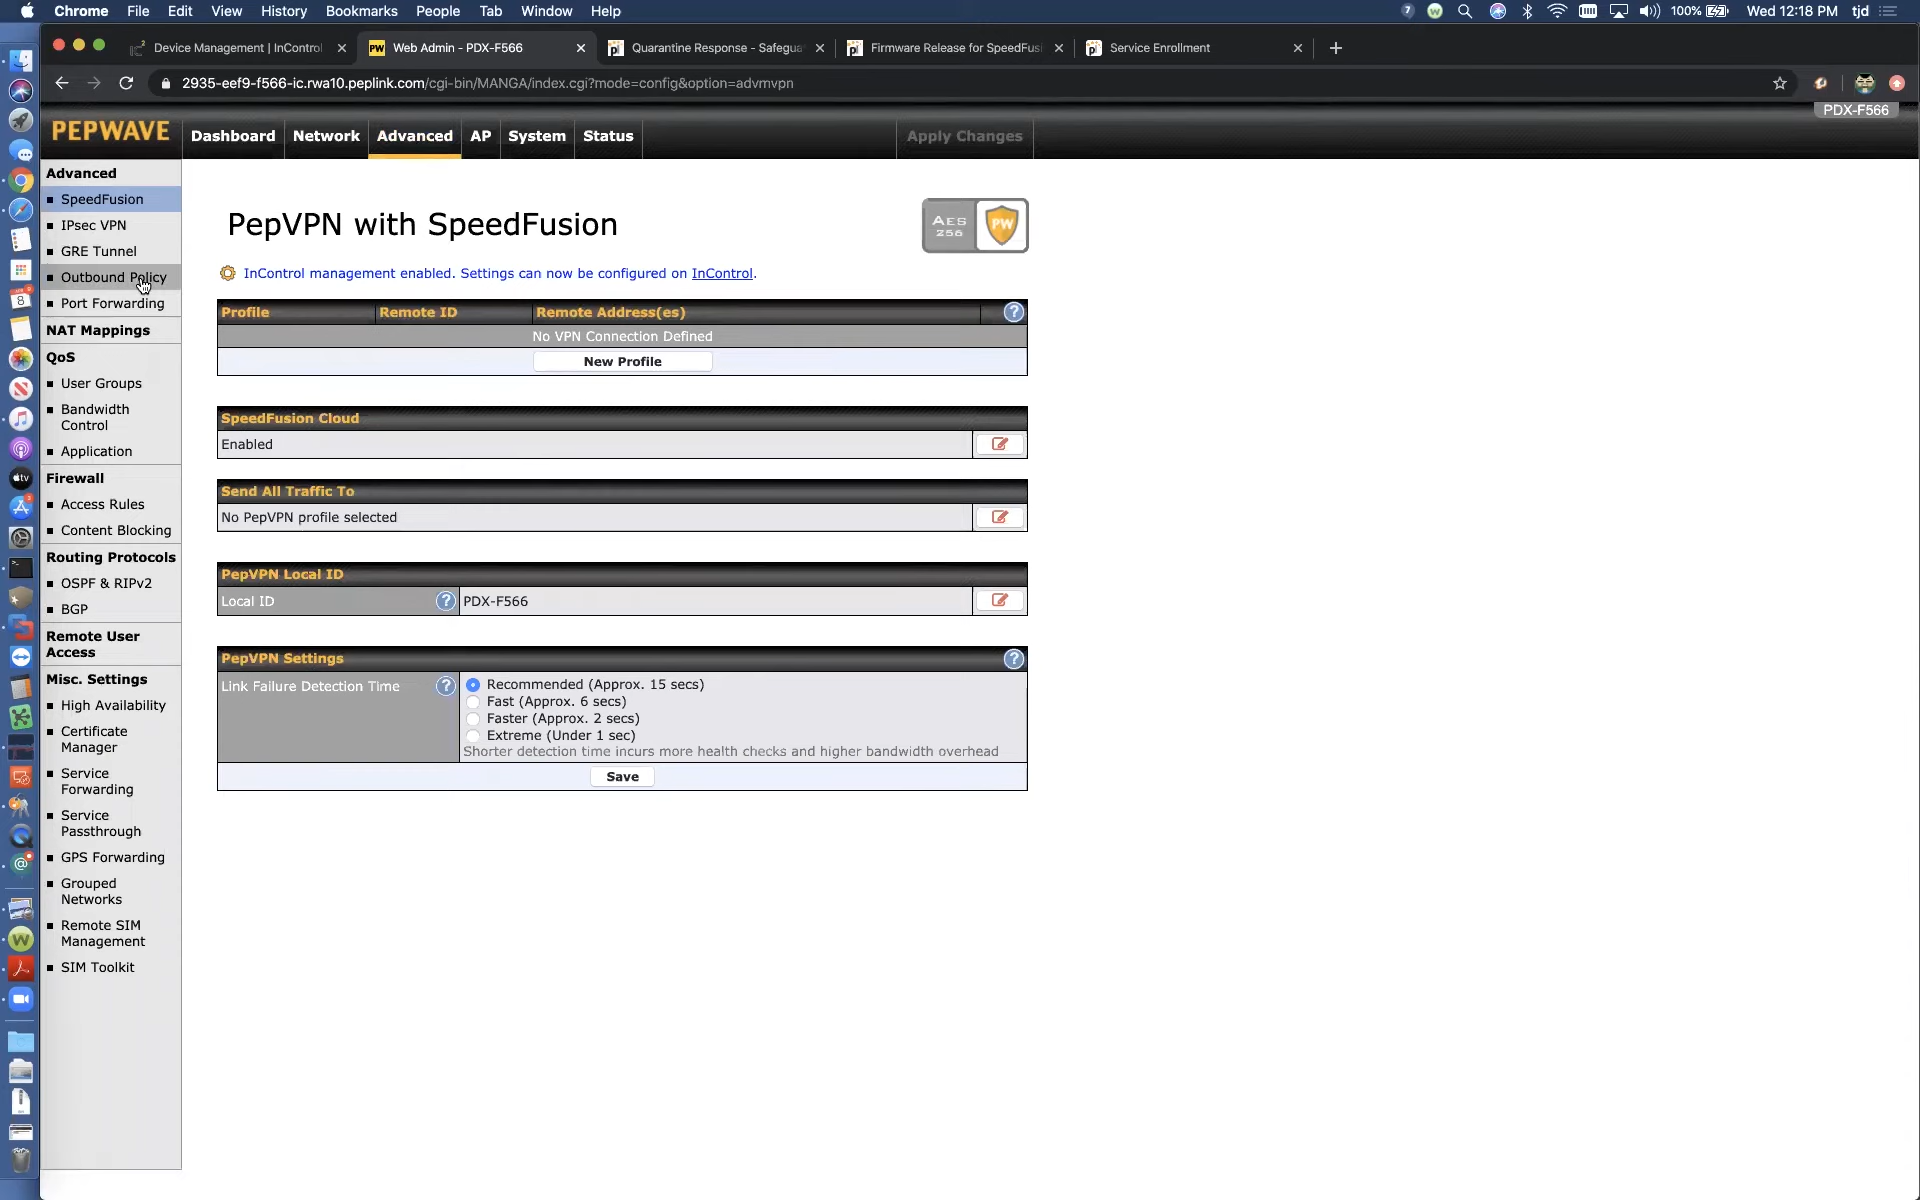 Chrome File Edit View History Bookmarks People Tab Window Help 7 100% Wed 12:18 PM tjd
Device Management | InControl
PW Web Admin - PDX-F566
Quarantine Response - Safegua
Firmware Release for SpeedFusi
Service Enrollment
2935-eef9-f566-ic.rwa10.peplink.com/cgi-bin/MANGA/index.cgi?mode=config&option=advmvpn
PDX-F566
PEPWAVE Dashboard Network Advanced AP System Status Apply Changes
Advanced
SpeedFusion
IPsec VPN
GRE Tunnel
Outbound Policy
Port Forwarding
NAT Mappings
QoS
User Groups
Bandwidth
Control
Application
Firewall
Access Rules
Content Blocking
Routing Protocols
OSPF & RIPv2
BGP
Remote User
Access
Misc. Settings
High Availability
Certificate
Manager
Service
Forwarding
Service
Passthrough
GPS Forwarding
Grouped
Networks
Remote SIM
Management
SIM Toolkit
PepVPN with SpeedFusion
AES
256
PW
InControl management enabled. Settings can now be configured on InControl.
Profile Remote ID Remote Address(es) ?
No VPN Connection Defined
New Profile
SpeedFusion Cloud
Enabled
Send All Traffic To
No PepVPN profile selected
PepVPN Local ID
Local ID ? PDX-F566
PepVPN Settings ?
Link Failure Detection Time ? Recommended (Approx. 15 secs)
Fast (Approx. 6 secs)
Faster (Approx. 2 secs)
Extreme (Under 1 sec)
Shorter detection time incurs more health checks and higher bandwidth overhead
Save